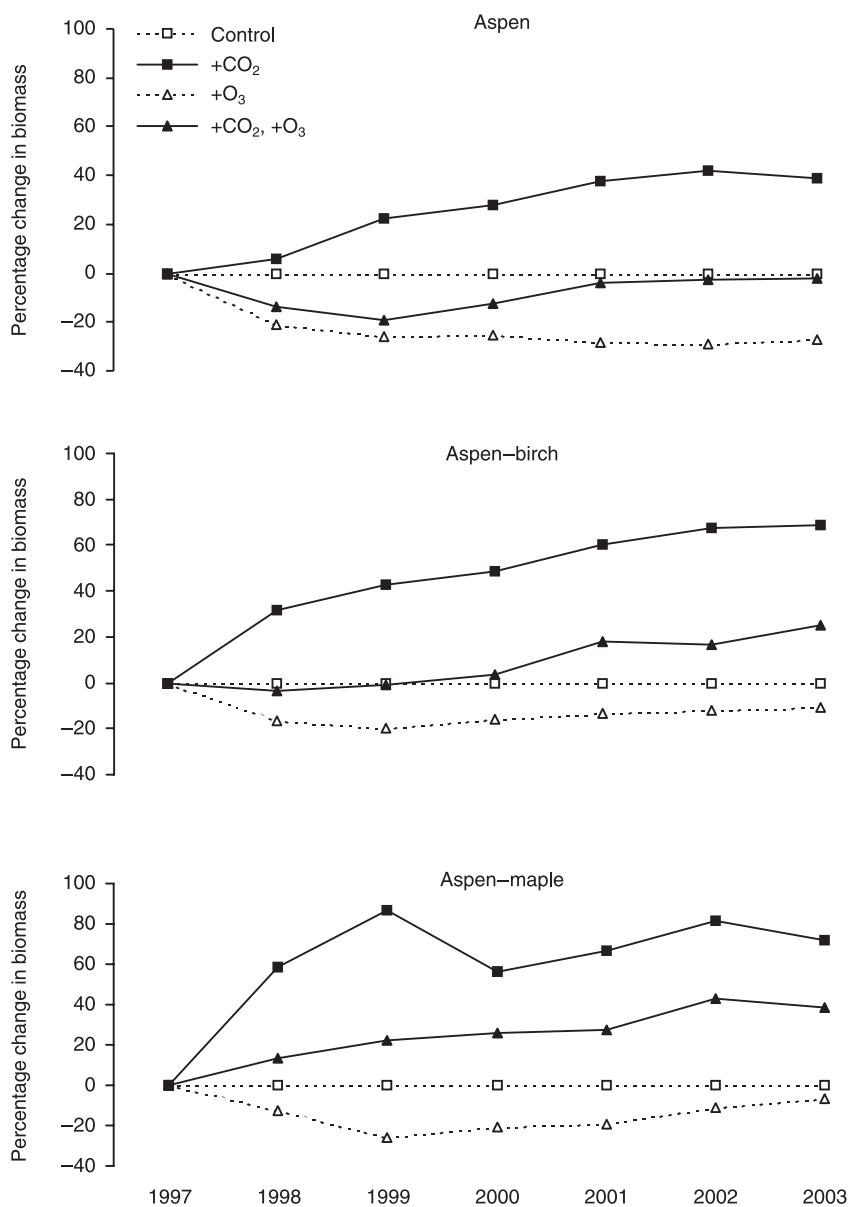 Aspen
Control
+CO₂
+O₃
+CO₂, +O₃
Percentage change in biomass
100
80
60
40
20
0
−20
−40
Aspen−birch
Percentage change in biomass
100
80
60
40
20
0
−20
−40
Aspen−maple
Percentage change in biomass
100
80
60
40
20
0
−20
−40
1997 1998 1999 2000 2001 2002 2003